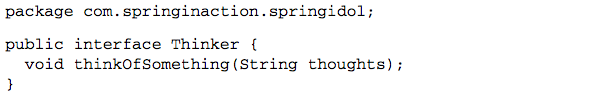 package com.springinaction.springidol;
public interface Thinker {
  void thinkOfSomething(String thoughts);
}